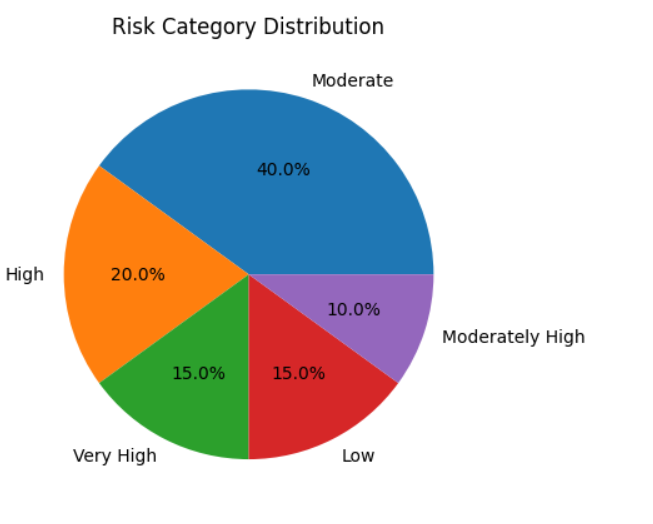 Risk Category Distribution
Moderate
40.0%
High
20.0%
10.0%
Moderately High
15.0%
15.0%
Very High
Low